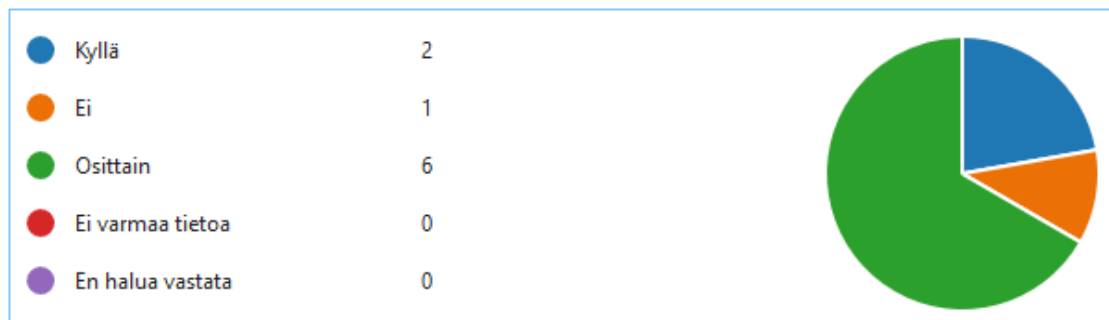 Kyllä 2
Ei 1
Osittain 6
Ei varmaa tietoa 0
En halua vastata 0